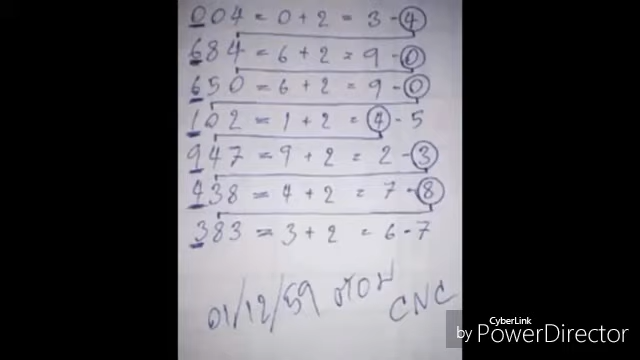 004 = 0 + 2 = 3 - 4
684 = 6 + 2 = 9 - 0
650 = 6 + 2 = 9 - 0
102 = 1 + 2 = 4 - 5
947 = 9 + 2 = 2 - 3
438 = 4 + 2 = 7 - 8
383 = 3 + 2 = 6 - 7
01/12/59
CNC
CyberLink
by PowerDirector